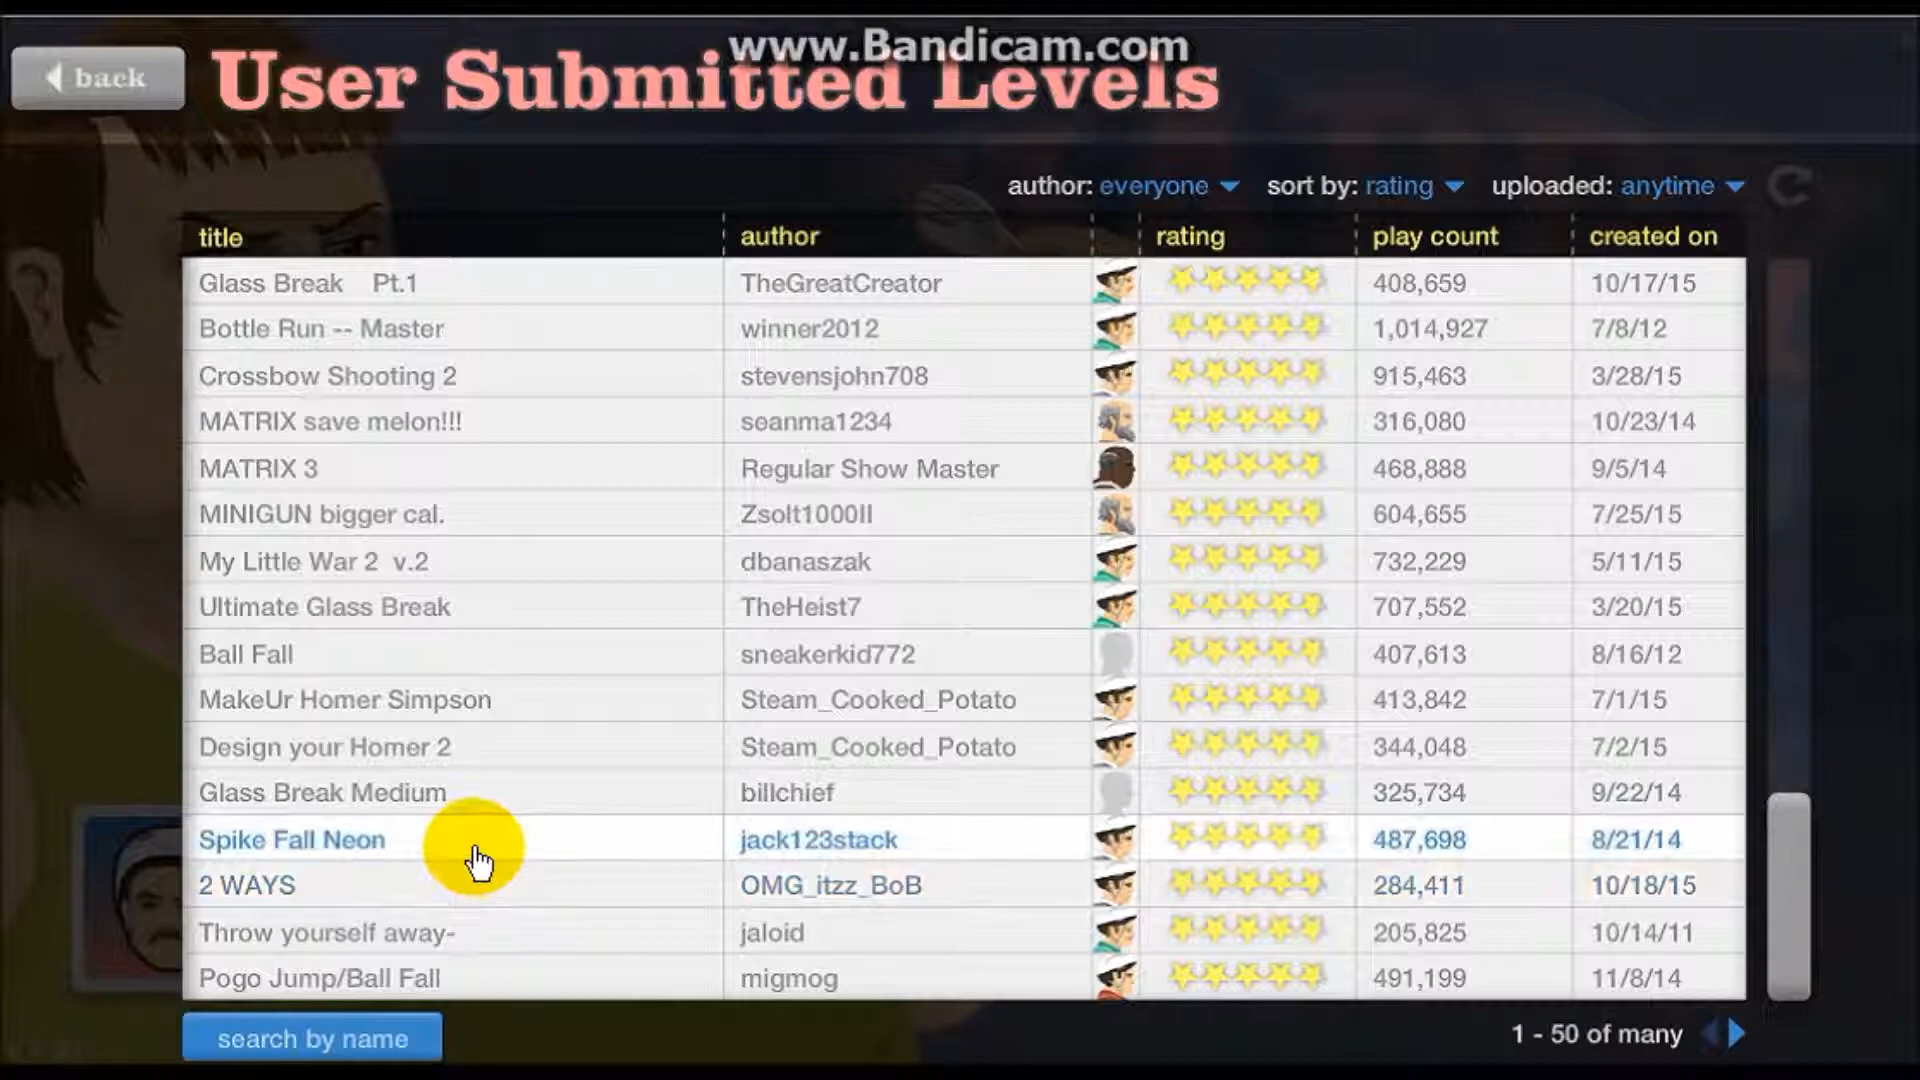 www.Bandicam.com
back
User Submitted Levels
author: everyone sort by: rating uploaded: anytime
title author rating play count created on
Glass Break Pt.1 TheGreatCreator 408,659 10/17/15
Bottle Run -- Master winner2012 1,014,927 7/8/12
Crossbow Shooting 2 stevensjohn708 915,463 3/28/15
MATRIX save melon!!! seanma1234 316,080 10/23/14
MATRIX 3 Regular Show Master 468,888 9/5/14
MINIGUN bigger cal. Zsolt1000II 604,655 7/25/15
My Little War 2 v.2 dbanaszak 732,229 5/11/15
Ultimate Glass Break TheHeist7 707,552 3/20/15
Ball Fall sneakerkid772 407,613 8/16/12
MakeUr Homer Simpson Steam_Cooked_Potato 413,842 7/1/15
Design your Homer 2 Steam_Cooked_Potato 344,048 7/2/15
Glass Break Medium billchief 325,734 9/22/14
Spike Fall Neon jack123stack 487,698 8/21/14
2 WAYS OMG_itzz_BoB 284,411 10/18/15
Throw yourself away- jaloid 205,825 10/14/11
Pogo Jump/Ball Fall migmog 491,199 11/8/14
search by name
1 - 50 of many